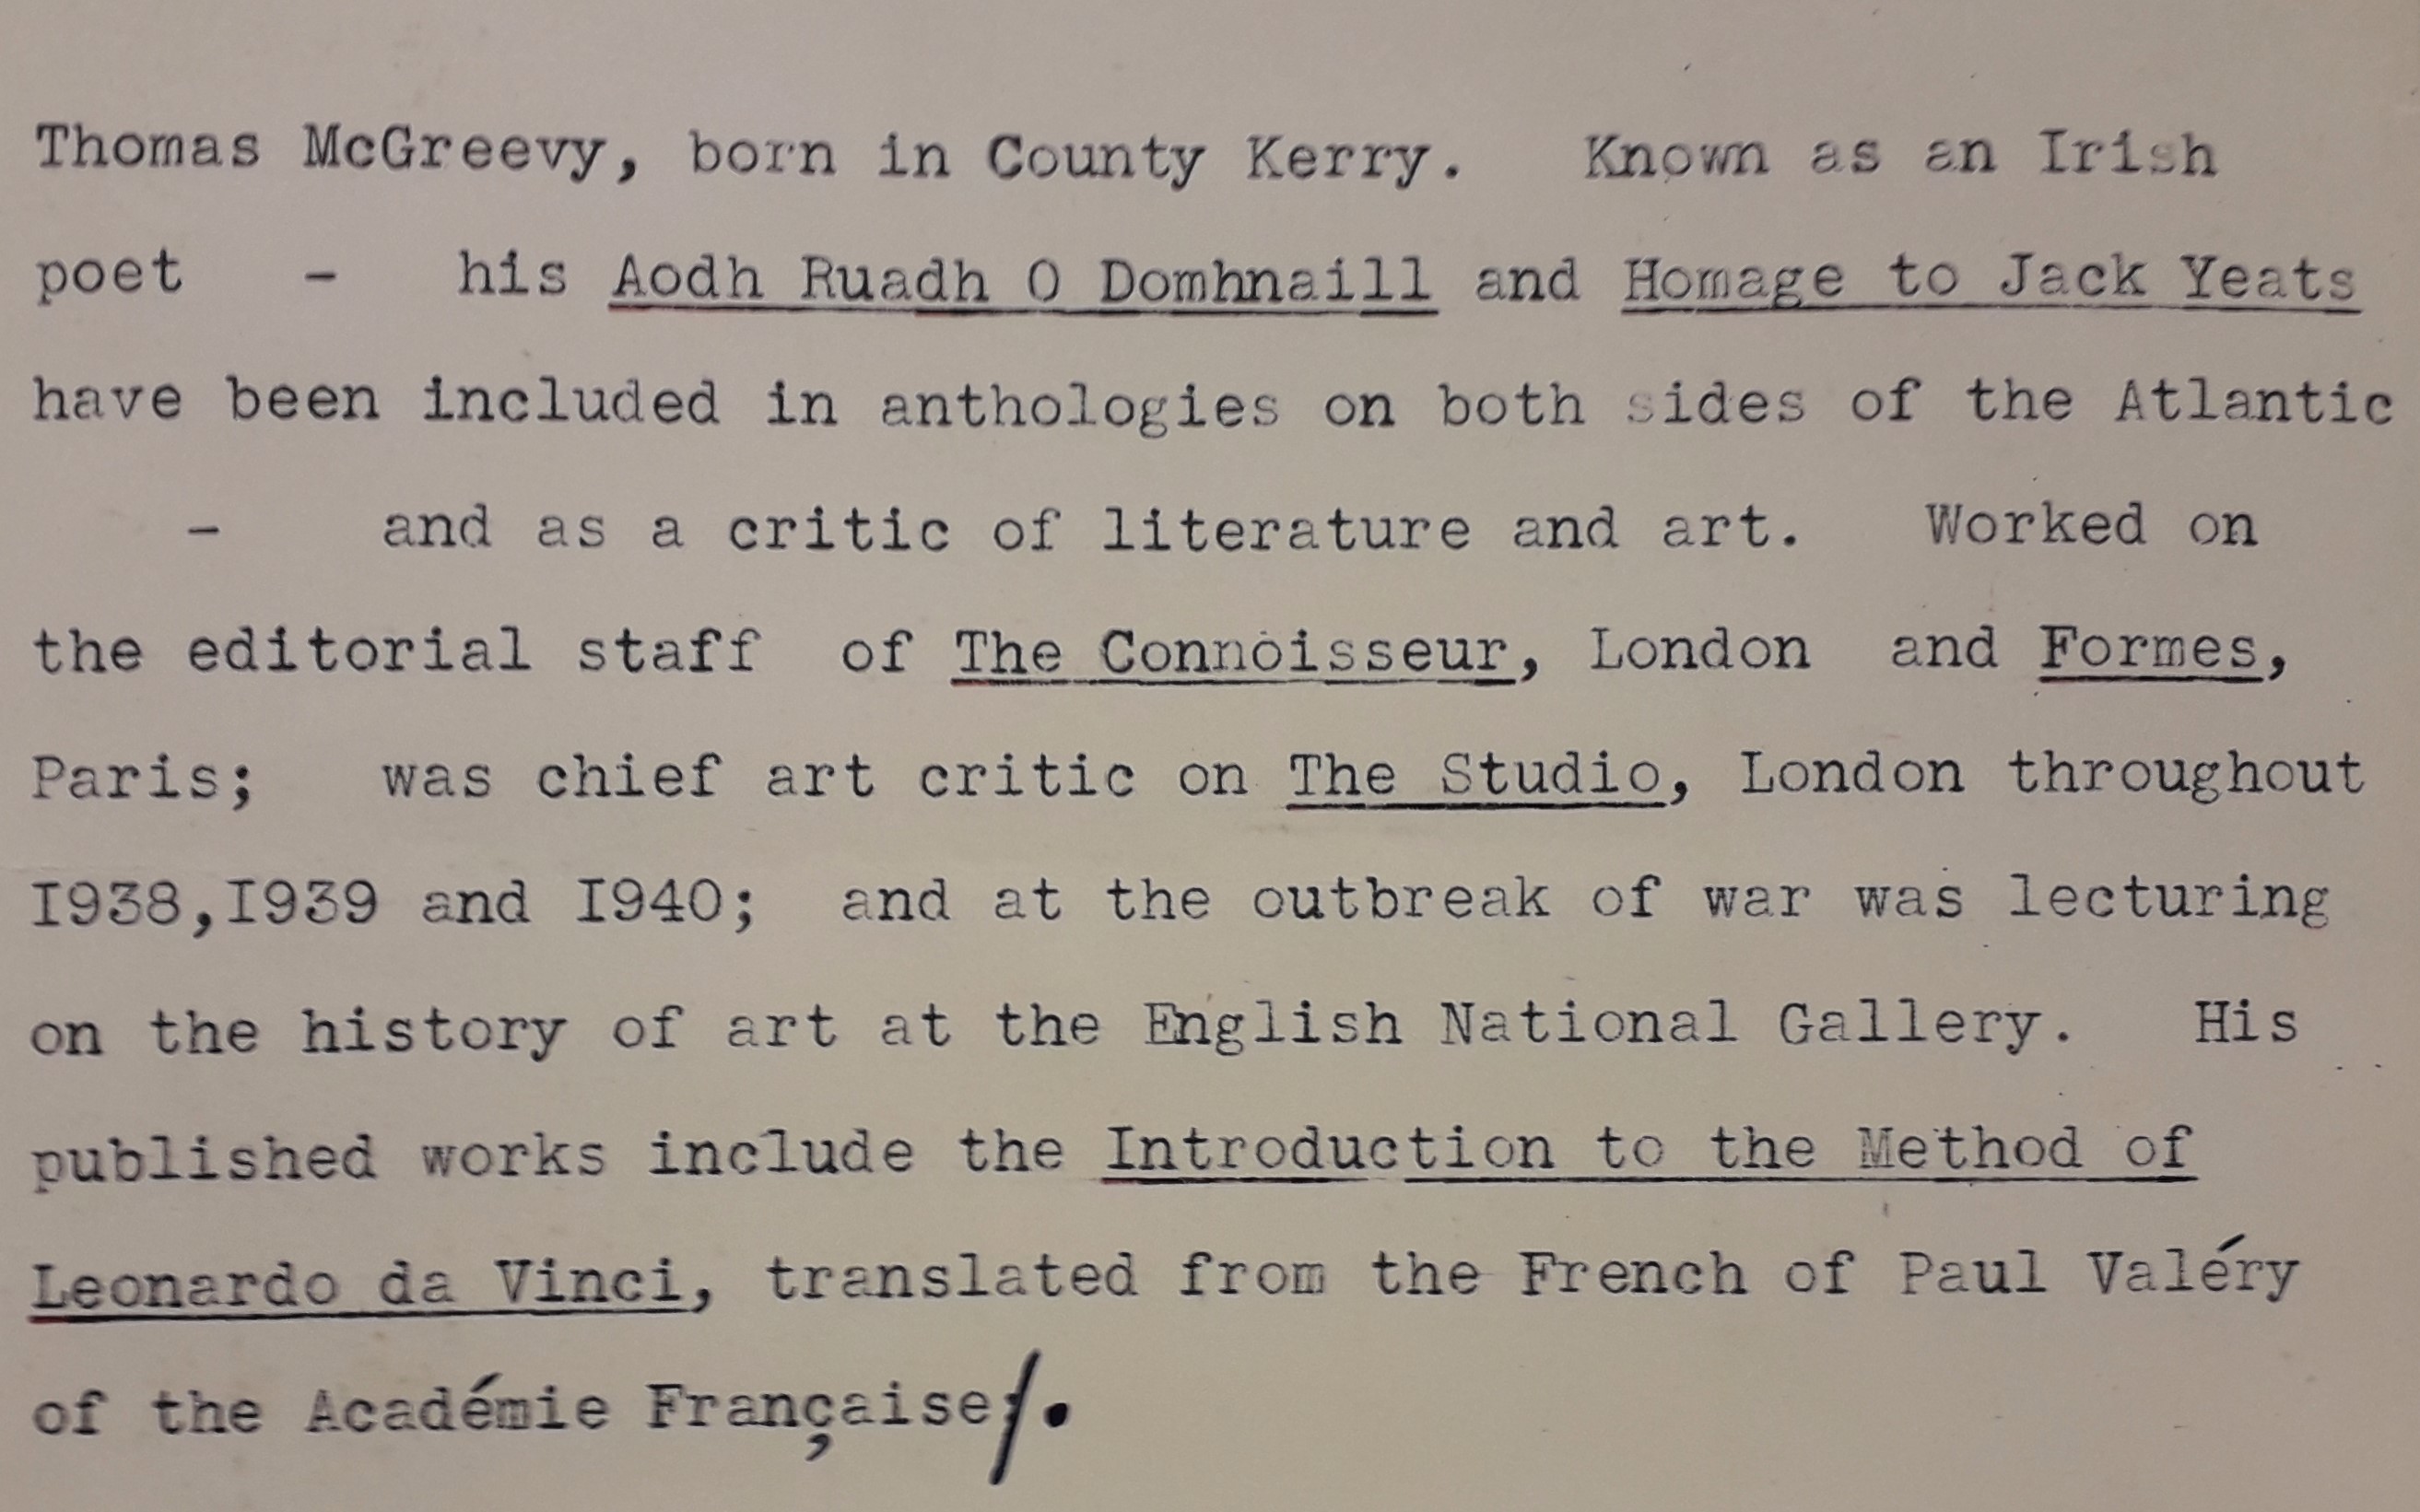 Thomas McGreevy, born in County Kerry. Known as an Irish
poet - his Aodh Ruadh O Domhnaill and Homage to Jack Yeats
have been included in anthologies on both sides of the Atlantic
- and as a critic of literature and art. Worked on
the editorial staff of The Connoisseur, London and Formes,
Paris; was chief art critic on The Studio, London throughout
I938,I939 and I940; and at the outbreak of war was lecturing
on the history of art at the English National Gallery. His
published works include the Introduction to the Method of
Leonardo da Vinci, translated from the French of Paul Valéry
of the Académie Française.